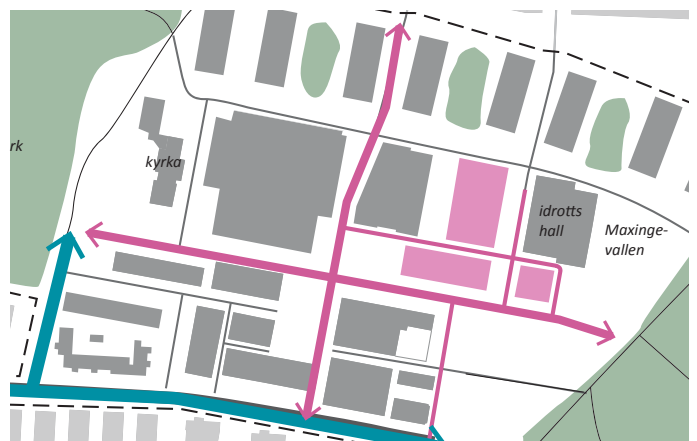 rk
kyrka
idrotts
hall
Maxinge-
vallen